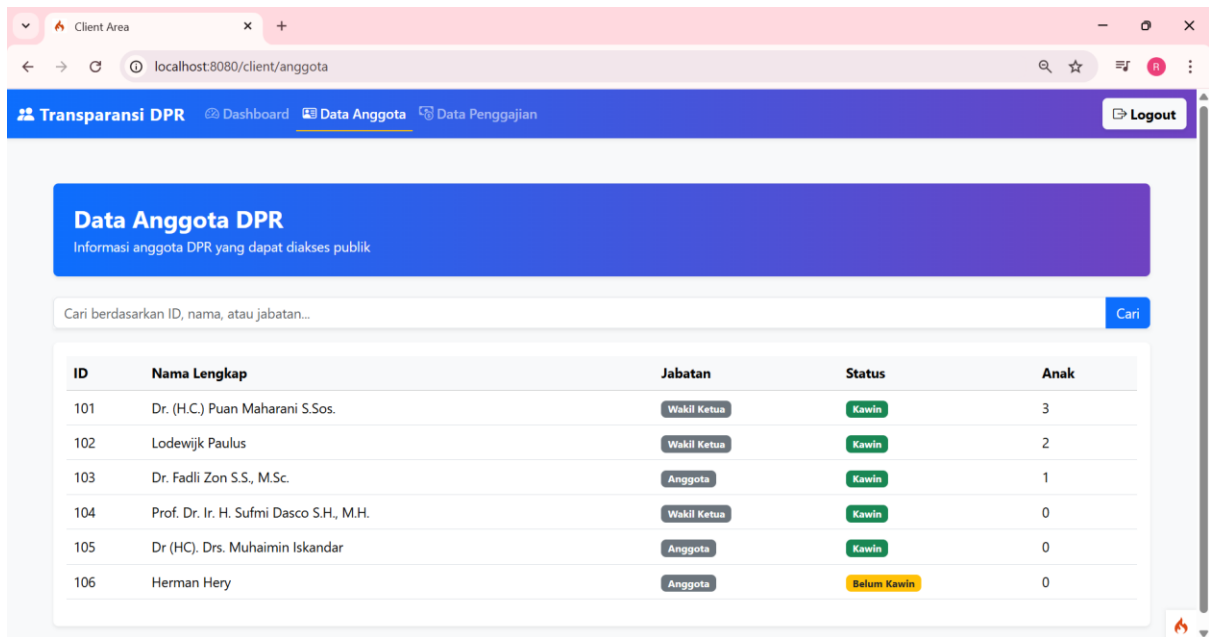 Client Area
localhost:8080/client/anggota
R
Transparansi DPR Dashboard Data Anggota Data Penggajian Logout
Data Anggota DPR
Informasi anggota DPR yang dapat diakses publik
Cari berdasarkan ID, nama, atau jabatan... Cari
ID Nama Lengkap Jabatan Status Anak
101 Dr. (H.C.) Puan Maharani S.Sos. Wakil Ketua Kawin 3
102 Lodewijk Paulus Wakil Ketua Kawin 2
103 Dr. Fadli Zon S.S., M.Sc. Anggota Kawin 1
104 Prof. Dr. Ir. H. Sufmi Dasco S.H., M.H. Wakil Ketua Kawin 0
105 Dr (HC). Drs. Muhaimin Iskandar Anggota Kawin 0
106 Herman Hery Anggota Belum Kawin 0